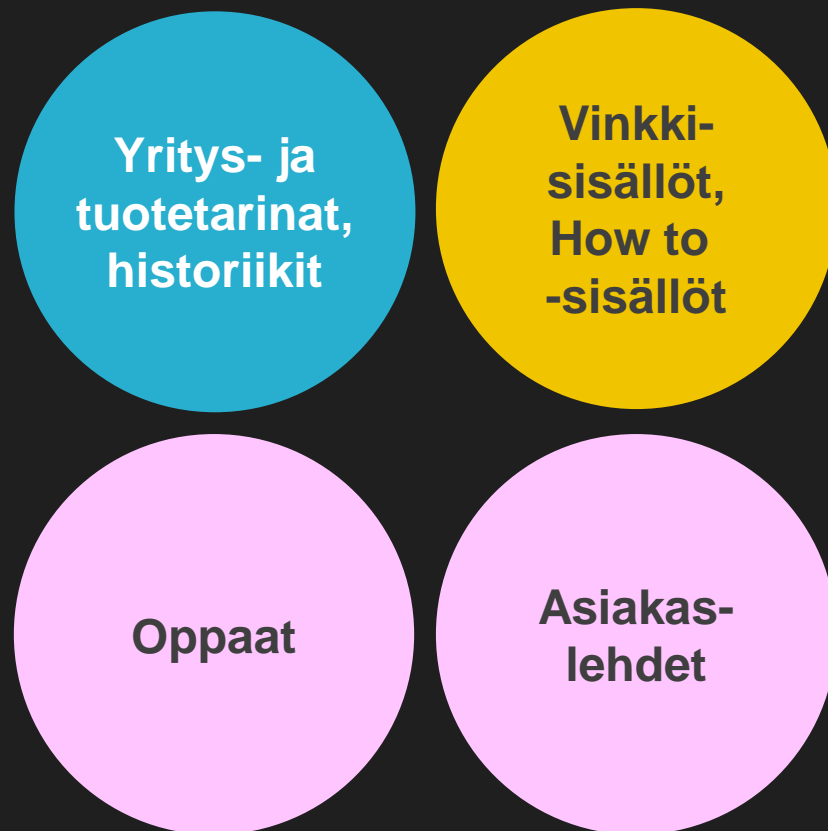 Yritys- ja
tuotetarinat,
historiikit
Vinkki-
sisällöt,
How to
-sisällöt
Oppaat
Asiakas-
lehdet